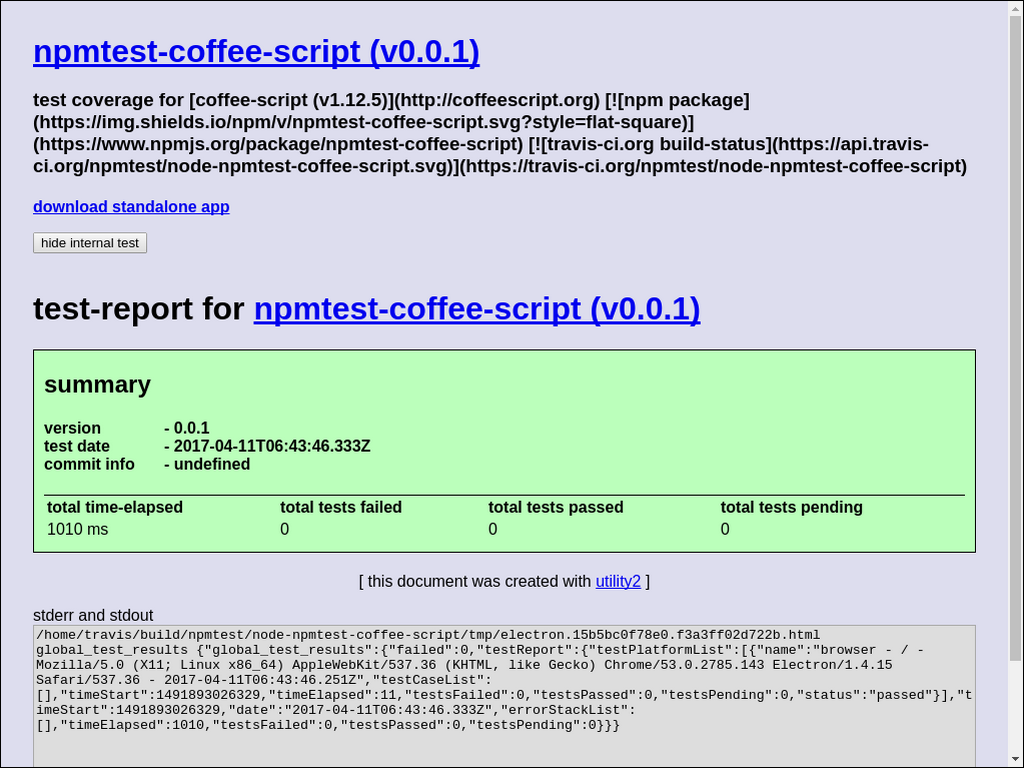 npmtest-coffee-script (v0.0.1)
test coverage for [coffee-script (v1.12.5)](http://coffeescript.org) [![npm package]
(https://img.shields.io/npm/v/npmtest-coffee-script.svg?style=flat-square)]
(https://www.npmjs.org/package/npmtest-coffee-script) [![travis-ci.org build-status](https://api.travis-
ci.org/npmtest/node-npmtest-coffee-script.svg)](https://travis-ci.org/npmtest/node-npmtest-coffee-script)
download standalone app
hide internal test
test-report for npmtest-coffee-script (v0.0.1)
summary
version - 0.0.1
test date - 2017-04-11T06:43:46.333Z
commit info - undefined
total time-elapsed total tests failed total tests passed total tests pending
1010 ms 0 0 0
[ this document was created with utility2 ]
stderr and stdout
/home/travis/build/npmtest/node-npmtest-coffee-script/tmp/electron.15b5bc0f78e0.f3a3ff02d722b.html
global_test_results {"global_test_results":{"failed":0,"testReport":{"testPlatformList":[{"name":"browser - / -
Mozilla/5.0 (X11; Linux x86_64) AppleWebKit/537.36 (KHTML, like Gecko) Chrome/53.0.2785.143 Electron/1.4.15
Safari/537.36 - 2017-04-11T06:43:46.251Z","testCaseList":
[],"timeStart":1491893026329,"timeElapsed":11,"testsFailed":0,"testsPassed":0,"testsPending":0,"status":"passed"}],"t
imeStart":1491893026329,"date":"2017-04-11T06:43:46.333Z","errorStackList":
[],"timeElapsed":1010,"testsFailed":0,"testsPassed":0,"testsPending":0}}}